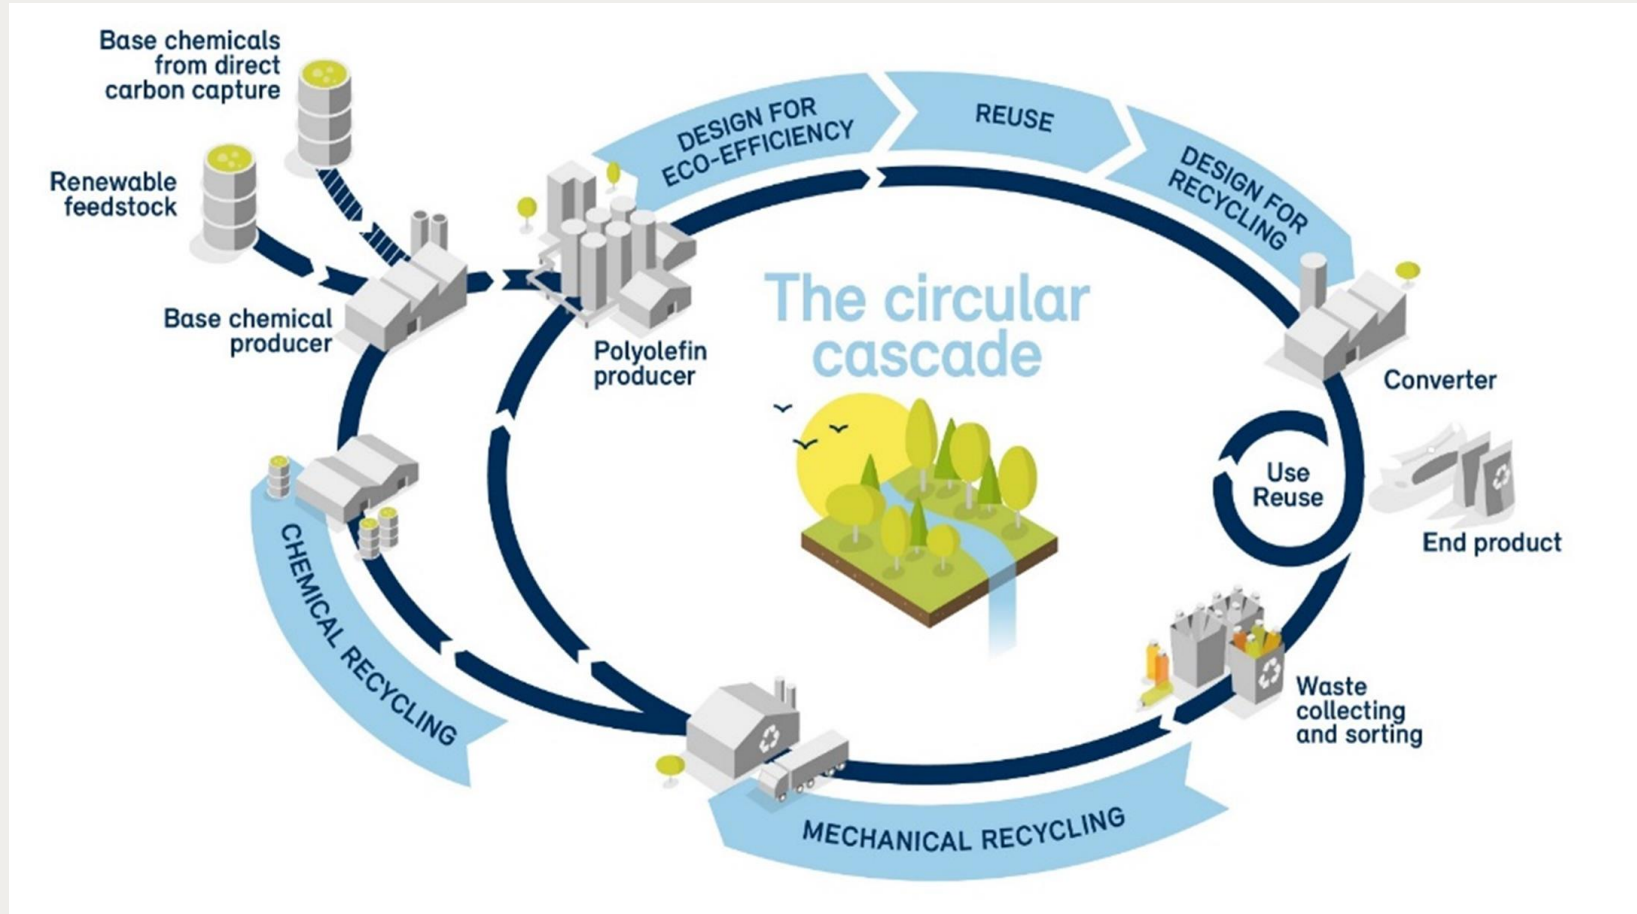 Base chemicals
from direct
carbon capture
Renewable
feedstock
Base chemical
producer
Polyolefin
producer
DESIGN FOR
ECO-EFFICIENCY
REUSE
DESIGN FOR
RECYCLING
The circular
cascade
Converter
Use
Reuse
End product
Waste
collecting
and sorting
MECHANICAL RECYCLING
CHEMICAL RECYCLING